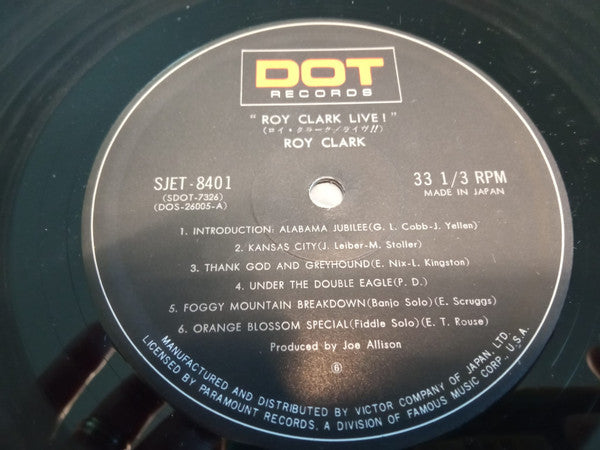 DOT
RECORDS
"ROY CLARK LIVE!"
(ロイ・クラーク/ライヴ!!)
ROY CLARK
SJET-8401
(SDOT-7326)
(DOS-26005-A)
33 1/3 RPM
MADE IN JAPAN
1. INTRODUCTION: ALABAMA JUBILEE(G. L. Cobb-J. Yellen)
2. KANSAS CITY(J. Leiber-M. Stoller)
3. THANK GOD AND GREYHOUND(E. Nix-L. Kingston)
4. UNDER THE DOUBLE EAGLE(P. D.)
5. FOGGY MOUNTAIN BREAKDOWN(Banjo Solo)(E. Scruggs)
6. ORANGE BLOSSOM SPECIAL(Fiddle Solo)(E. T. Rouse)
Produced by Joe Allison
MANUFACTURED AND DISTRIBUTED BY VICTOR COMPANY OF JAPAN, LTD.
LICENSED BY PARAMOUNT RECORDS, A DIVISION OF FAMOUS MUSIC CORP., U.S.A.